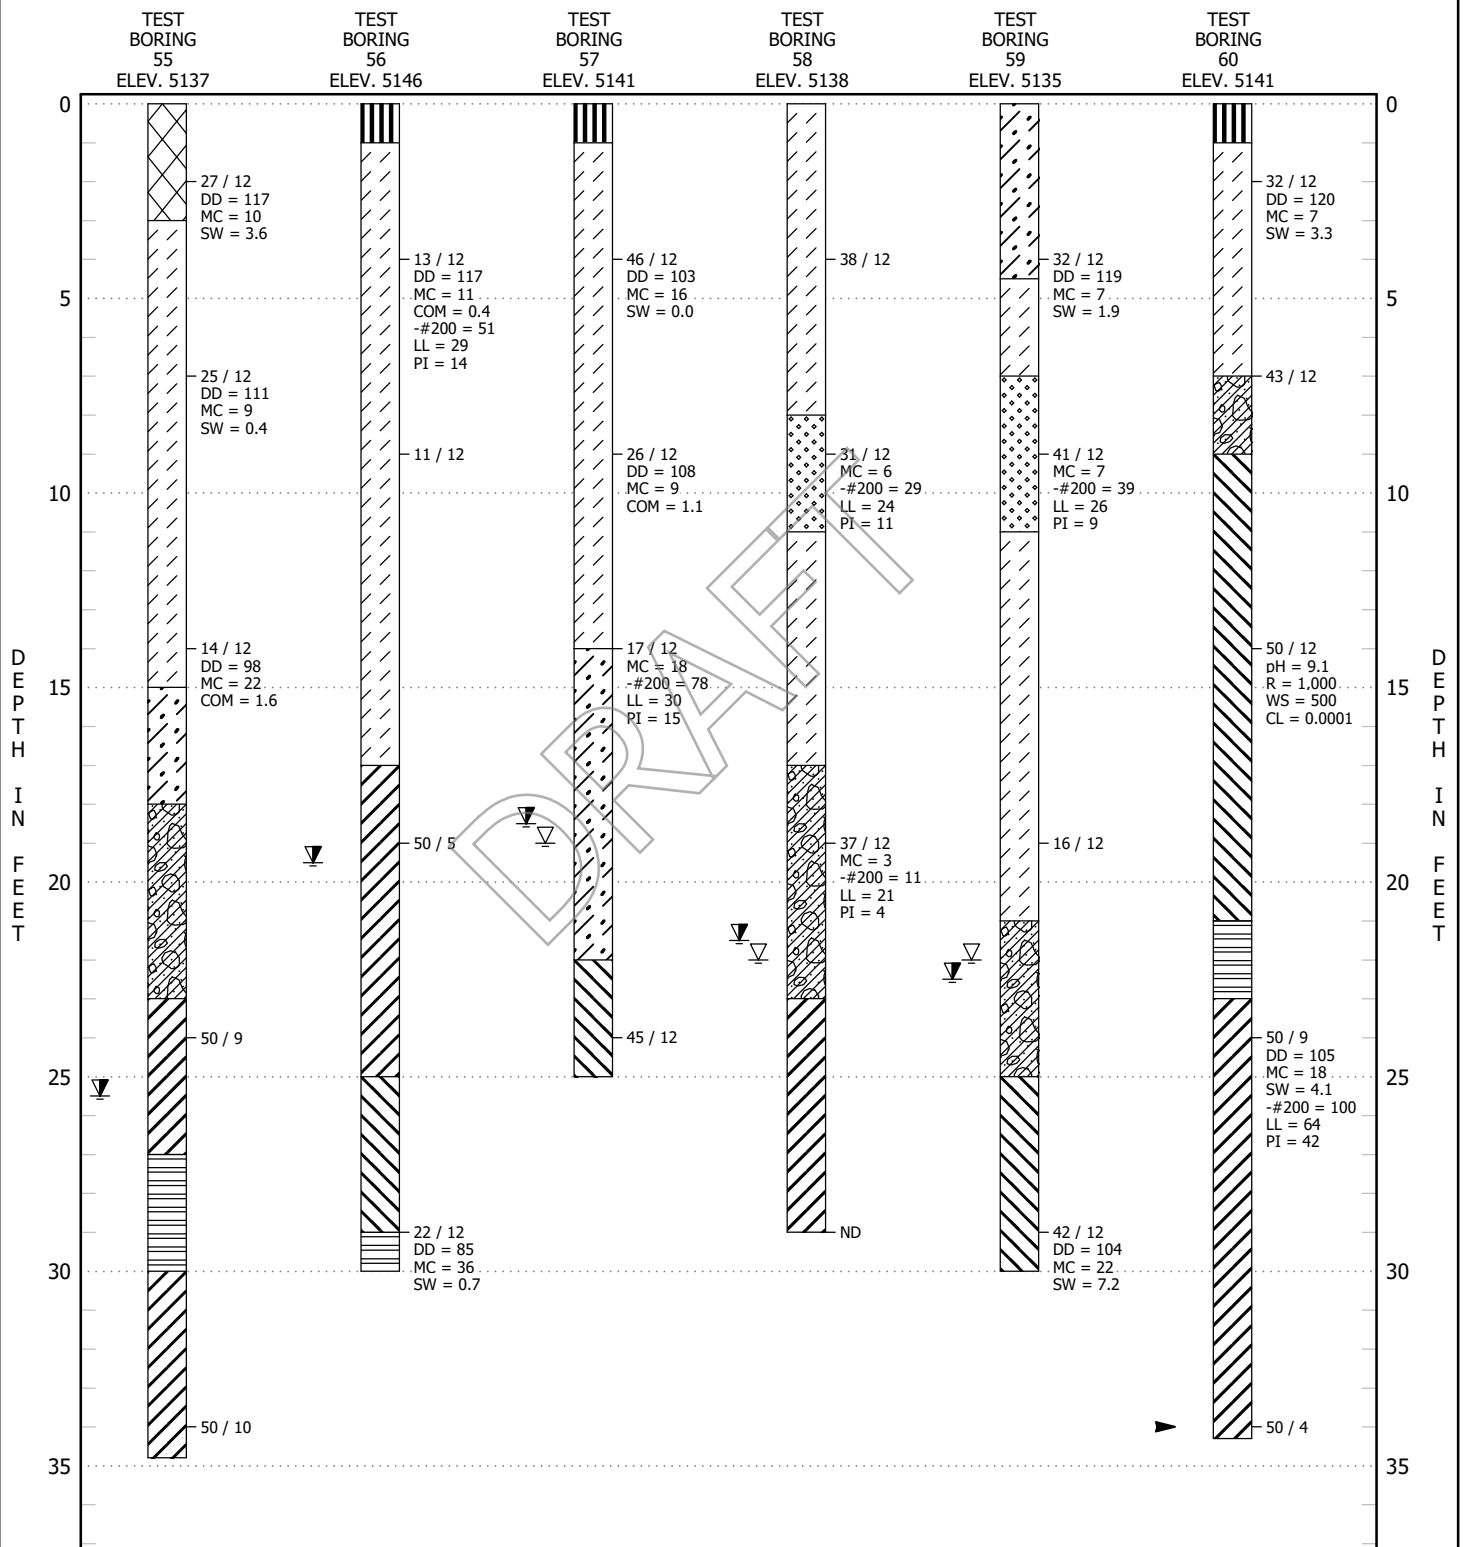 TEST
BORING
55
ELEV. 5137
TEST
BORING
56
ELEV. 5146
TEST
BORING
57
ELEV. 5141
TEST
BORING
58
ELEV. 5138
TEST
BORING
59
ELEV. 5135
TEST
BORING
60
ELEV. 5141
DEPTH IN FEET
0
5
10
15
20
25
30
35
27 / 12
DD = 117
MC = 10
SW = 3.6
25 / 12
DD = 111
MC = 9
SW = 0.4
14 / 12
DD = 98
MC = 22
COM = 1.6
50 / 9
50 / 10
13 / 12
DD = 117
MC = 11
COM = 0.4
-#200 = 51
LL = 29
PI = 14
11 / 12
50 / 5
22 / 12
DD = 85
MC = 36
SW = 0.7
46 / 12
DD = 103
MC = 16
SW = 0.0
26 / 12
DD = 108
MC = 9
COM = 1.1
17 / 12
MC = 18
-#200 = 78
LL = 30
PI = 15
45 / 12
38 / 12
31 / 12
MC = 6
-#200 = 29
LL = 24
PI = 11
37 / 12
MC = 3
-#200 = 11
LL = 21
PI = 4
ND
32 / 12
DD = 119
MC = 7
SW = 1.9
41 / 12
MC = 7
-#200 = 39
LL = 26
PI = 9
16 / 12
42 / 12
DD = 104
MC = 22
SW = 7.2
32 / 12
DD = 120
MC = 7
SW = 3.3
43 / 12
50 / 12
pH = 9.1
R = 1,000
WS = 500
CL = 0.0001
50 / 9
DD = 105
MC = 18
SW = 4.1
-#200 = 100
LL = 64
PI = 42
50 / 4
0
5
10
15
20
25
30
35
DEPTH IN FEET
DRAFT